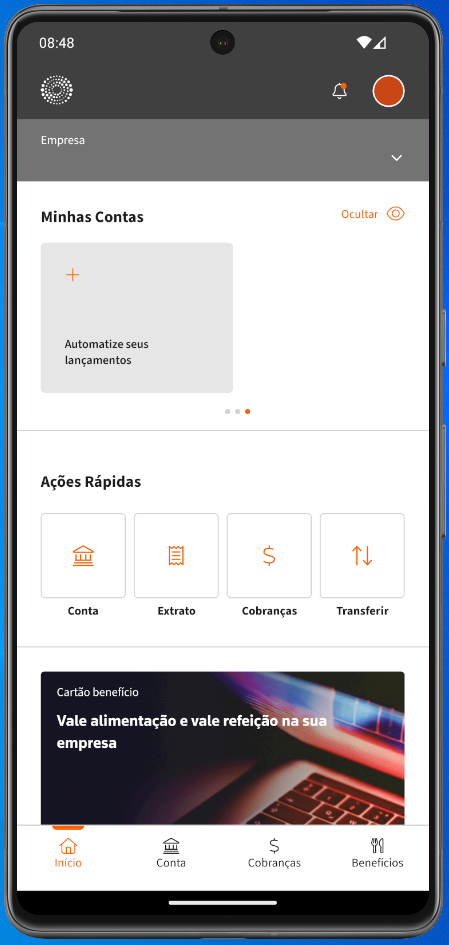 08:48
Empresa
Minhas Contas
Ocultar
Automatize seus
lançamentos
Ações Rápidas
Conta
Extrato
Cobranças
Transferir
Cartão benefício
Vale alimentação e vale refeição na sua
empresa
Início
Conta
Cobranças
Benefícios